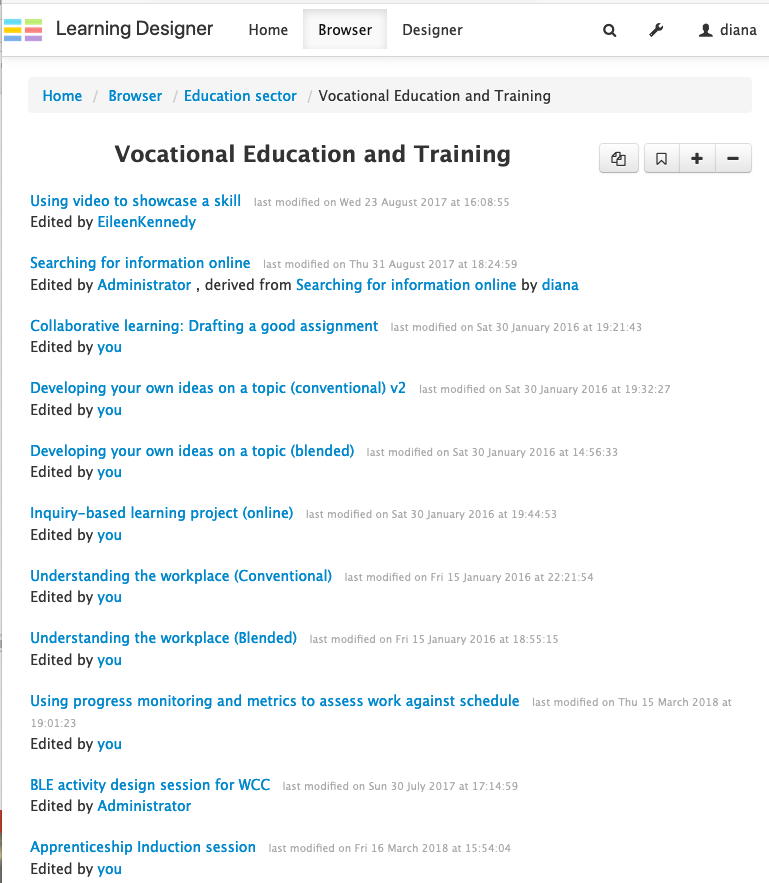 Learning Designer Home Browser Designer diana
Home / Browser / Education sector / Vocational Education and Training
Vocational Education and Training
Using video to showcase a skill last modified on Wed 23 August 2017 at 16:08:55
Edited by EileenKennedy
Searching for information online last modified on Thu 31 August 2017 at 18:24:59
Edited by Administrator , derived from Searching for information online by diana
Collaborative learning: Drafting a good assignment last modified on Sat 30 January 2016 at 19:21:43
Edited by you
Developing your own ideas on a topic (conventional) v2 last modified on Sat 30 January 2016 at 19:32:27
Edited by you
Developing your own ideas on a topic (blended) last modified on Sat 30 January 2016 at 14:56:33
Edited by you
Inquiry-based learning project (online) last modified on Sat 30 January 2016 at 19:44:53
Edited by you
Understanding the workplace (Conventional) last modified on Fri 15 January 2016 at 22:21:54
Edited by you
Understanding the workplace (Blended) last modified on Fri 15 January 2016 at 18:55:15
Edited by you
Using progress monitoring and metrics to assess work against schedule last modified on Thu 15 March 2018 at
19:01:23
Edited by you
BLE activity design session for WCC last modified on Sun 30 July 2017 at 17:14:59
Edited by Administrator
Apprenticeship Induction session last modified on Fri 16 March 2018 at 15:54:04
Edited by you